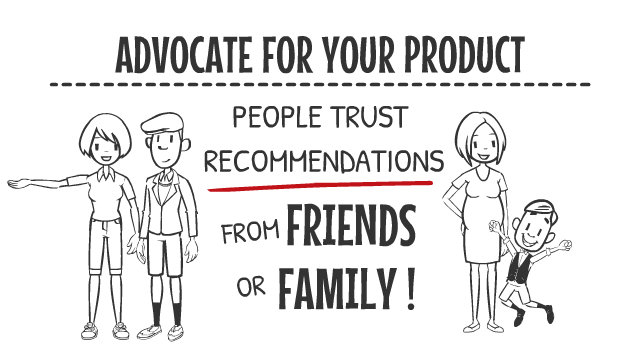 ADVOCATE FOR YOUR PRODUCT
PEOPLE TRUST
RECOMMENDATIONS
FROM FRIENDS
OR FAMILY!